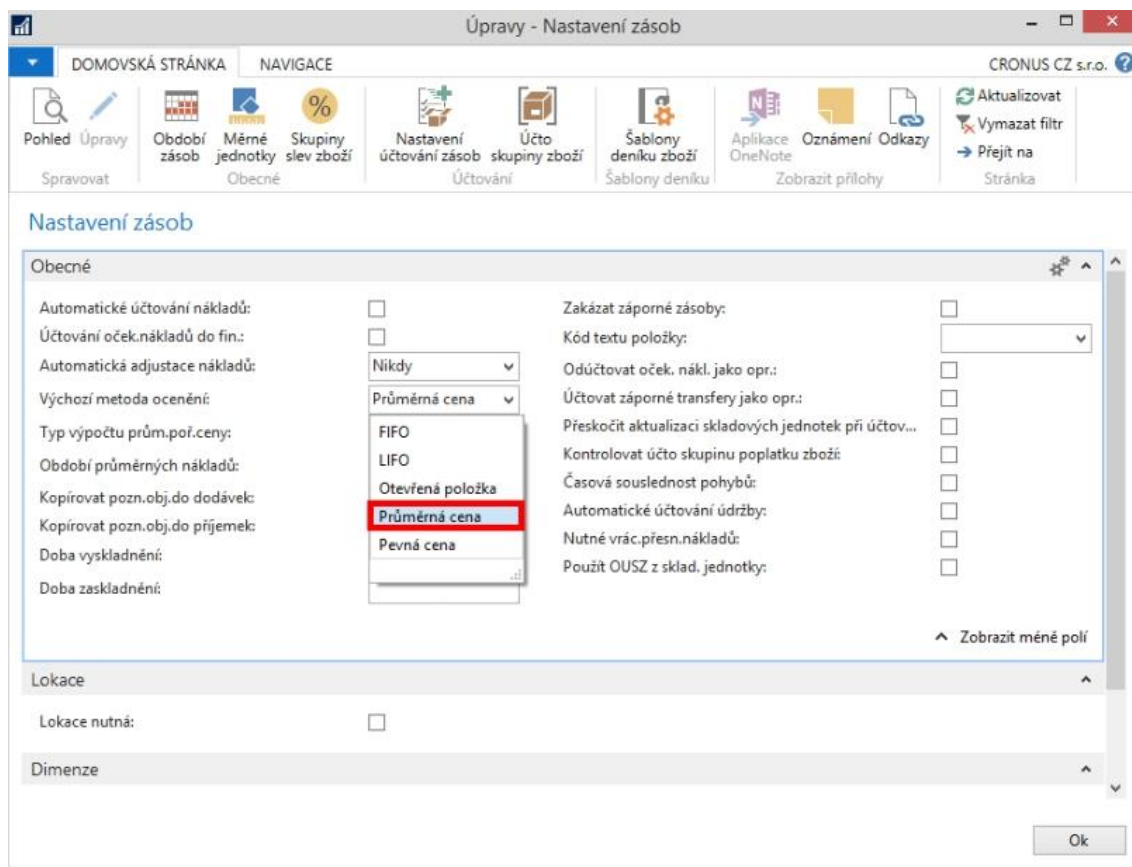 Úpravy - Nastavení zásob
DOMOVSKÁ STRÁNKA NAVIGACE CRONUS CZ s.r.o. ?
Pohled
Úpravy
Spravovat
Období zásob
Měrné jednotky
Skupiny slev zboží
Obecné
Nastavení účtování zásob
Účto skupiny zboží
Účtování
Šablony deníku zboží
Šablony deníku
Aplikace OneNote
Oznámení
Odkazy
Zobrazit přílohy
Aktualizovat
Vymazat filtr
Přejít na
Stránka
Nastavení zásob
Obecné
Automatické účtování nákladů:
Účtování oček.nákladů do fin.:
Automatická adjustace nákladů: Nikdy
Výchozí metoda ocenění: Průměrná cena
Typ výpočtu prům.poř.ceny:
Období průměrných nákladů:
Kopírovat pozn.obj.do dodávek:
Kopírovat pozn.obj.do příjemek:
Doba vyskladnění:
Doba zaskladnění:
FIFO
LIFO
Otevřená položka
Průměrná cena
Pevná cena
Zakázat záporné zásoby:
Kód textu položky:
Odúčtovat oček. nákl. jako opr.:
Účtovat záporné transfery jako opr.:
Přeskočit aktualizaci skladových jednotek při účtov...
Kontrolovat účto skupinu poplatku zboží:
Časová souslednost pohybů:
Automatické účtování údržby:
Nutné vrác.přesn.nákladů:
Použít OUSZ z sklad. jednotky:
Zobrazit méně polí
Lokace
Lokace nutná:
Dimenze
Ok